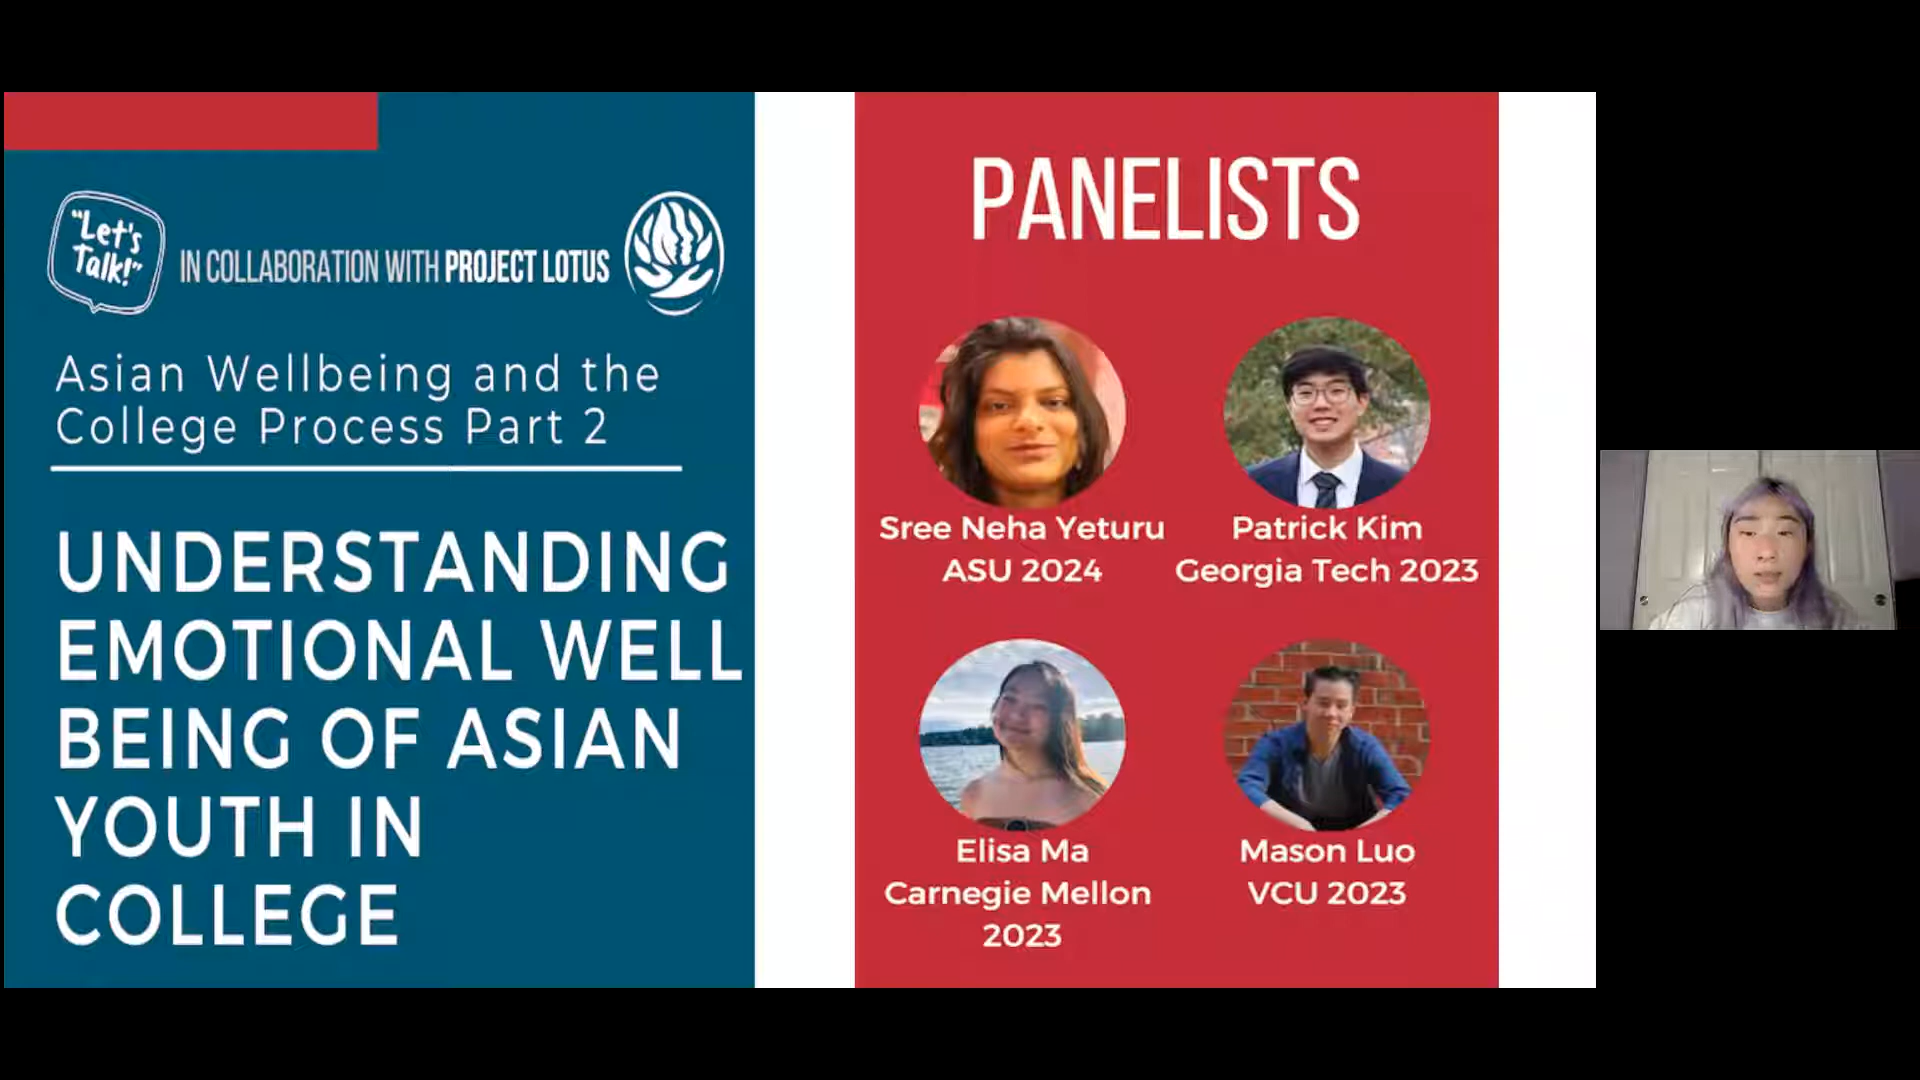 "Let's
Talk!"
IN COLLABORATION WITH PROJECT LOTUS
Asian Wellbeing and the
College Process Part 2
UNDERSTANDING
EMOTIONAL WELL
BEING OF ASIAN
YOUTH IN
COLLEGE
PANELISTS
Sree Neha Yeturu
ASU 2024
Patrick Kim
Georgia Tech 2023
Elisa Ma
Carnegie Mellon
2023
Mason Luo
VCU 2023